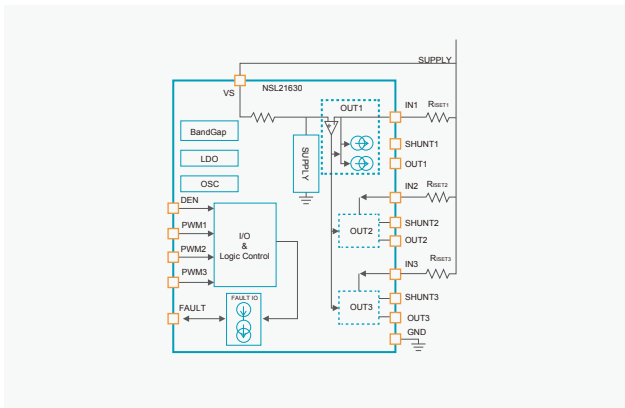 SUPPLY
VS
NSL21630
OUT1
IN1
RISET1
BandGap
SUPPLY
SHUNT1
LDO
OUT1
OSC
IN2
RISET2
DEN
I/O
&
Logic Control
PWM1
OUT2
SHUNT2
OUT2
PWM2
IN3
RISET3
PWM3
FAULT IO
OUT3
SHUNT3
FAULT
OUT3
GND